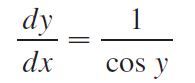 dy/dx = 1/cos y